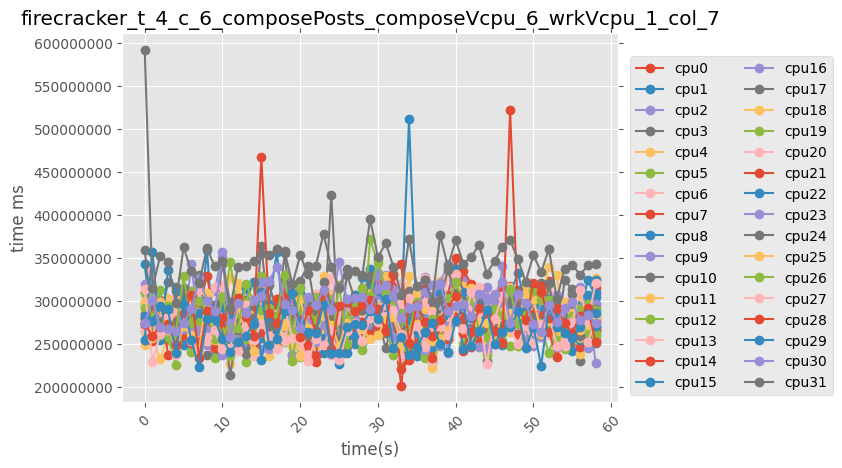 firecracker_t_4_c_6_composePosts_composeVcpu_6_wrkVcpu_1_col_7
600000000
550000000
500000000
450000000
400000000
350000000
300000000
250000000
200000000
time ms
0
10
20
30
40
50
60
time(s)
cpu0
cpu1
cpu2
cpu3
cpu4
cpu5
cpu6
cpu7
cpu8
cpu9
cpu10
cpu11
cpu12
cpu13
cpu14
cpu15
cpu16
cpu17
cpu18
cpu19
cpu20
cpu21
cpu22
cpu23
cpu24
cpu25
cpu26
cpu27
cpu28
cpu29
cpu30
cpu31